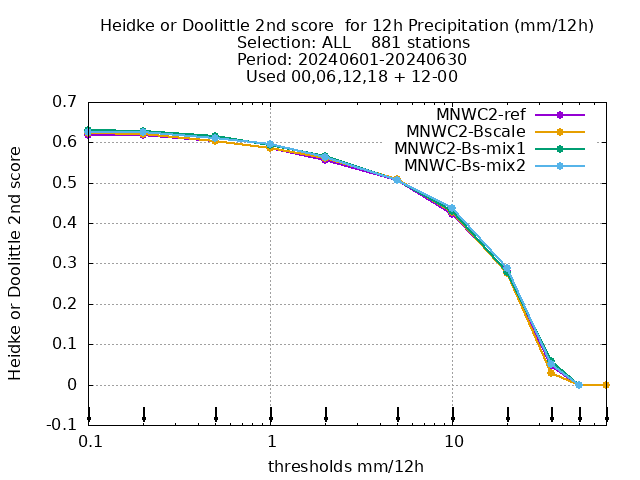 Heidke or Doolittle 2nd score  for 12h Precipitation (mm/12h)
Selection: ALL    881 stations
Period: 20240601-20240630
Used 00,06,12,18 + 12-00
MNWC2-ref
MNWC2-Bscale
MNWC2-Bs-mix1
MNWC-Bs-mix2
Heidke or Doolittle 2nd score
0.7
0.6
0.5
0.4
0.3
0.2
0.1
0
-0.1
0.1 1 10
thresholds mm/12h